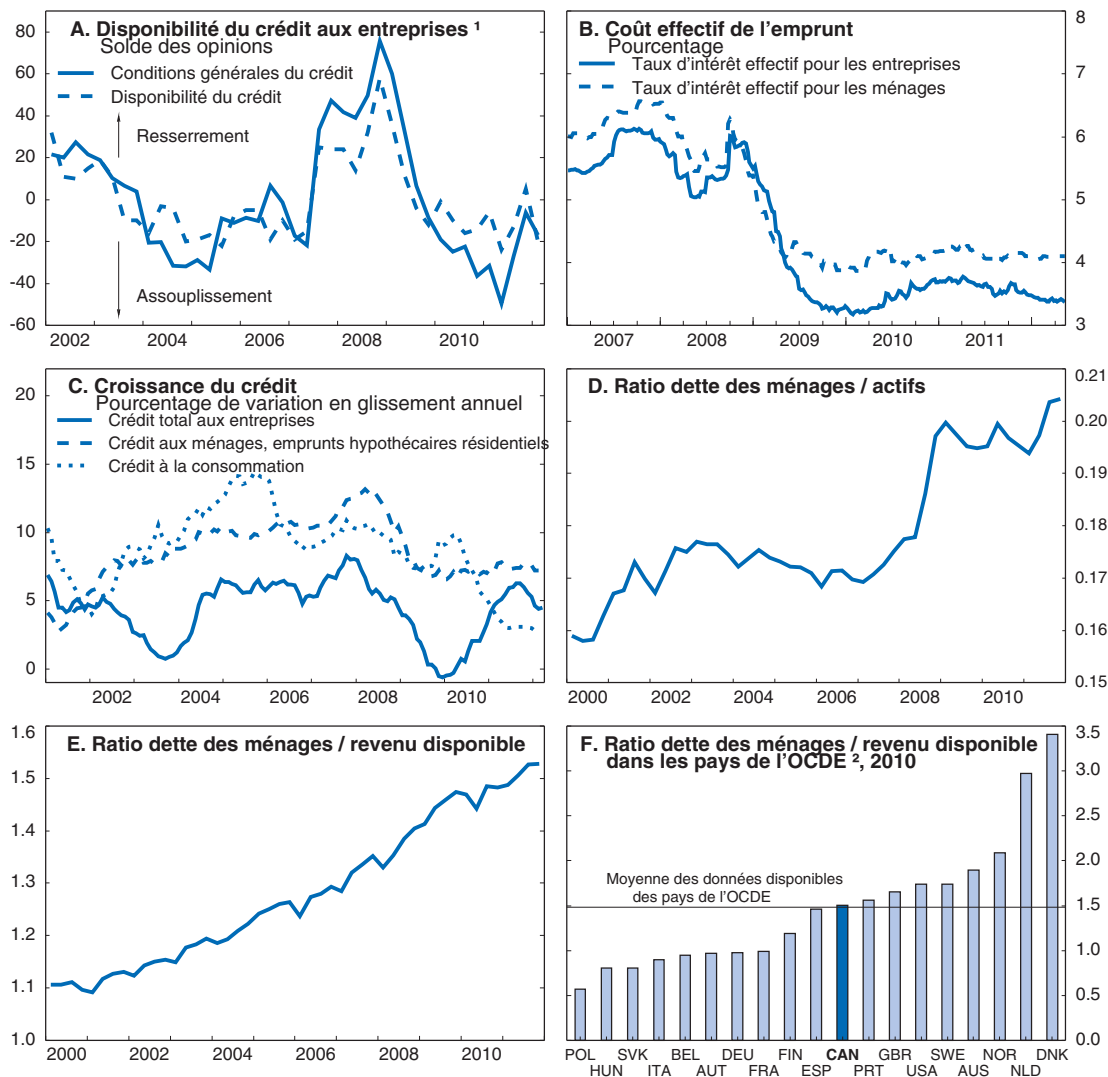 A. Disponibilité du crédit aux entreprises ¹
Solde des opinions
Conditions générales du crédit
Disponibilité du crédit
Resserrement
Assouplissement
80
60
40
20
0
-20
-40
-60
2002 2004 2006 2008 2010
B. Coût effectif de l'emprunt
Pourcentage
Taux d'intérêt effectif pour les entreprises
Taux d'intérêt effectif pour les ménages
8
7
6
5
4
3
2007 2008 2009 2010 2011
C. Croissance du crédit
Pourcentage de variation en glissement annuel
Crédit total aux entreprises
Crédit aux ménages, emprunts hypothécaires résidentiels
Crédit à la consommation
20
15
10
5
0
2002 2004 2006 2008 2010
D. Ratio dette des ménages / actifs
0.21
0.20
0.19
0.18
0.17
0.16
0.15
2000 2002 2004 2006 2008 2010
E. Ratio dette des ménages / revenu disponible
1.6
1.5
1.4
1.3
1.2
1.1
1.0
2000 2002 2004 2006 2008 2010
F. Ratio dette des ménages / revenu disponible
dans les pays de l'OCDE ², 2010
Moyenne des données disponibles
des pays de l'OCDE
3.5
3.0
2.5
2.0
1.5
1.0
0.5
0.0
POL SVK BEL DEU FIN CAN GBR SWE NOR DNK
HUN ITA AUT FRA ESP PRT USA AUS NLD